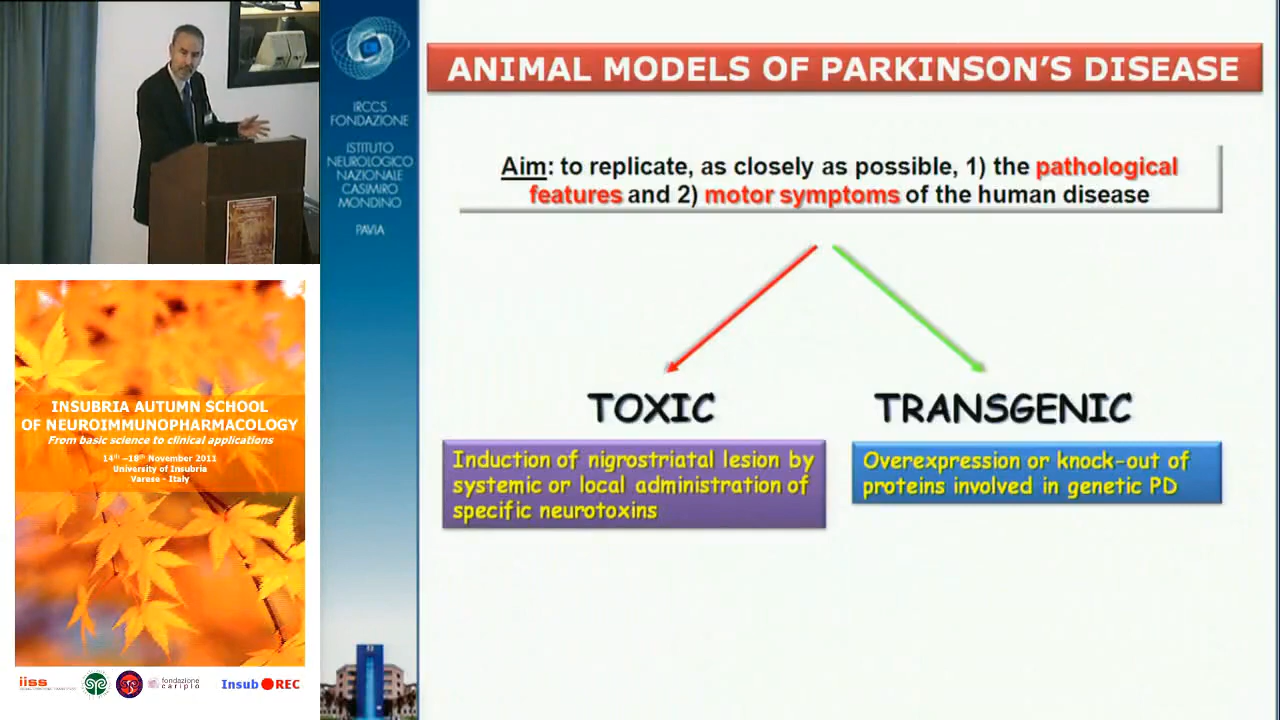 ANIMAL MODELS OF PARKINSON'S DISEASE
Aim: to replicate, as closely as possible, 1) the pathological
features and 2) motor symptoms of the human disease
TOXIC
Induction of nigrostriatal lesion by
systemic or local administration of
specific neurotoxins
TRANSGENIC
Overexpression or knock-out of
proteins involved in genetic PD
IRCCS
FONDAZIONE
ISTITUTO
NEUROLOGICO
NAZIONALE
CASIMIRO
MONDINO
PAVIA
INSUBRIA AUTUMN SCHOOL
OF NEUROIMMUNOPHARMACOLOGY
From basic science to clinical applications
14th –18th November 2011
University of Insubria
Varese - Italy
iiss
fondazione
cariplo
Insub REC